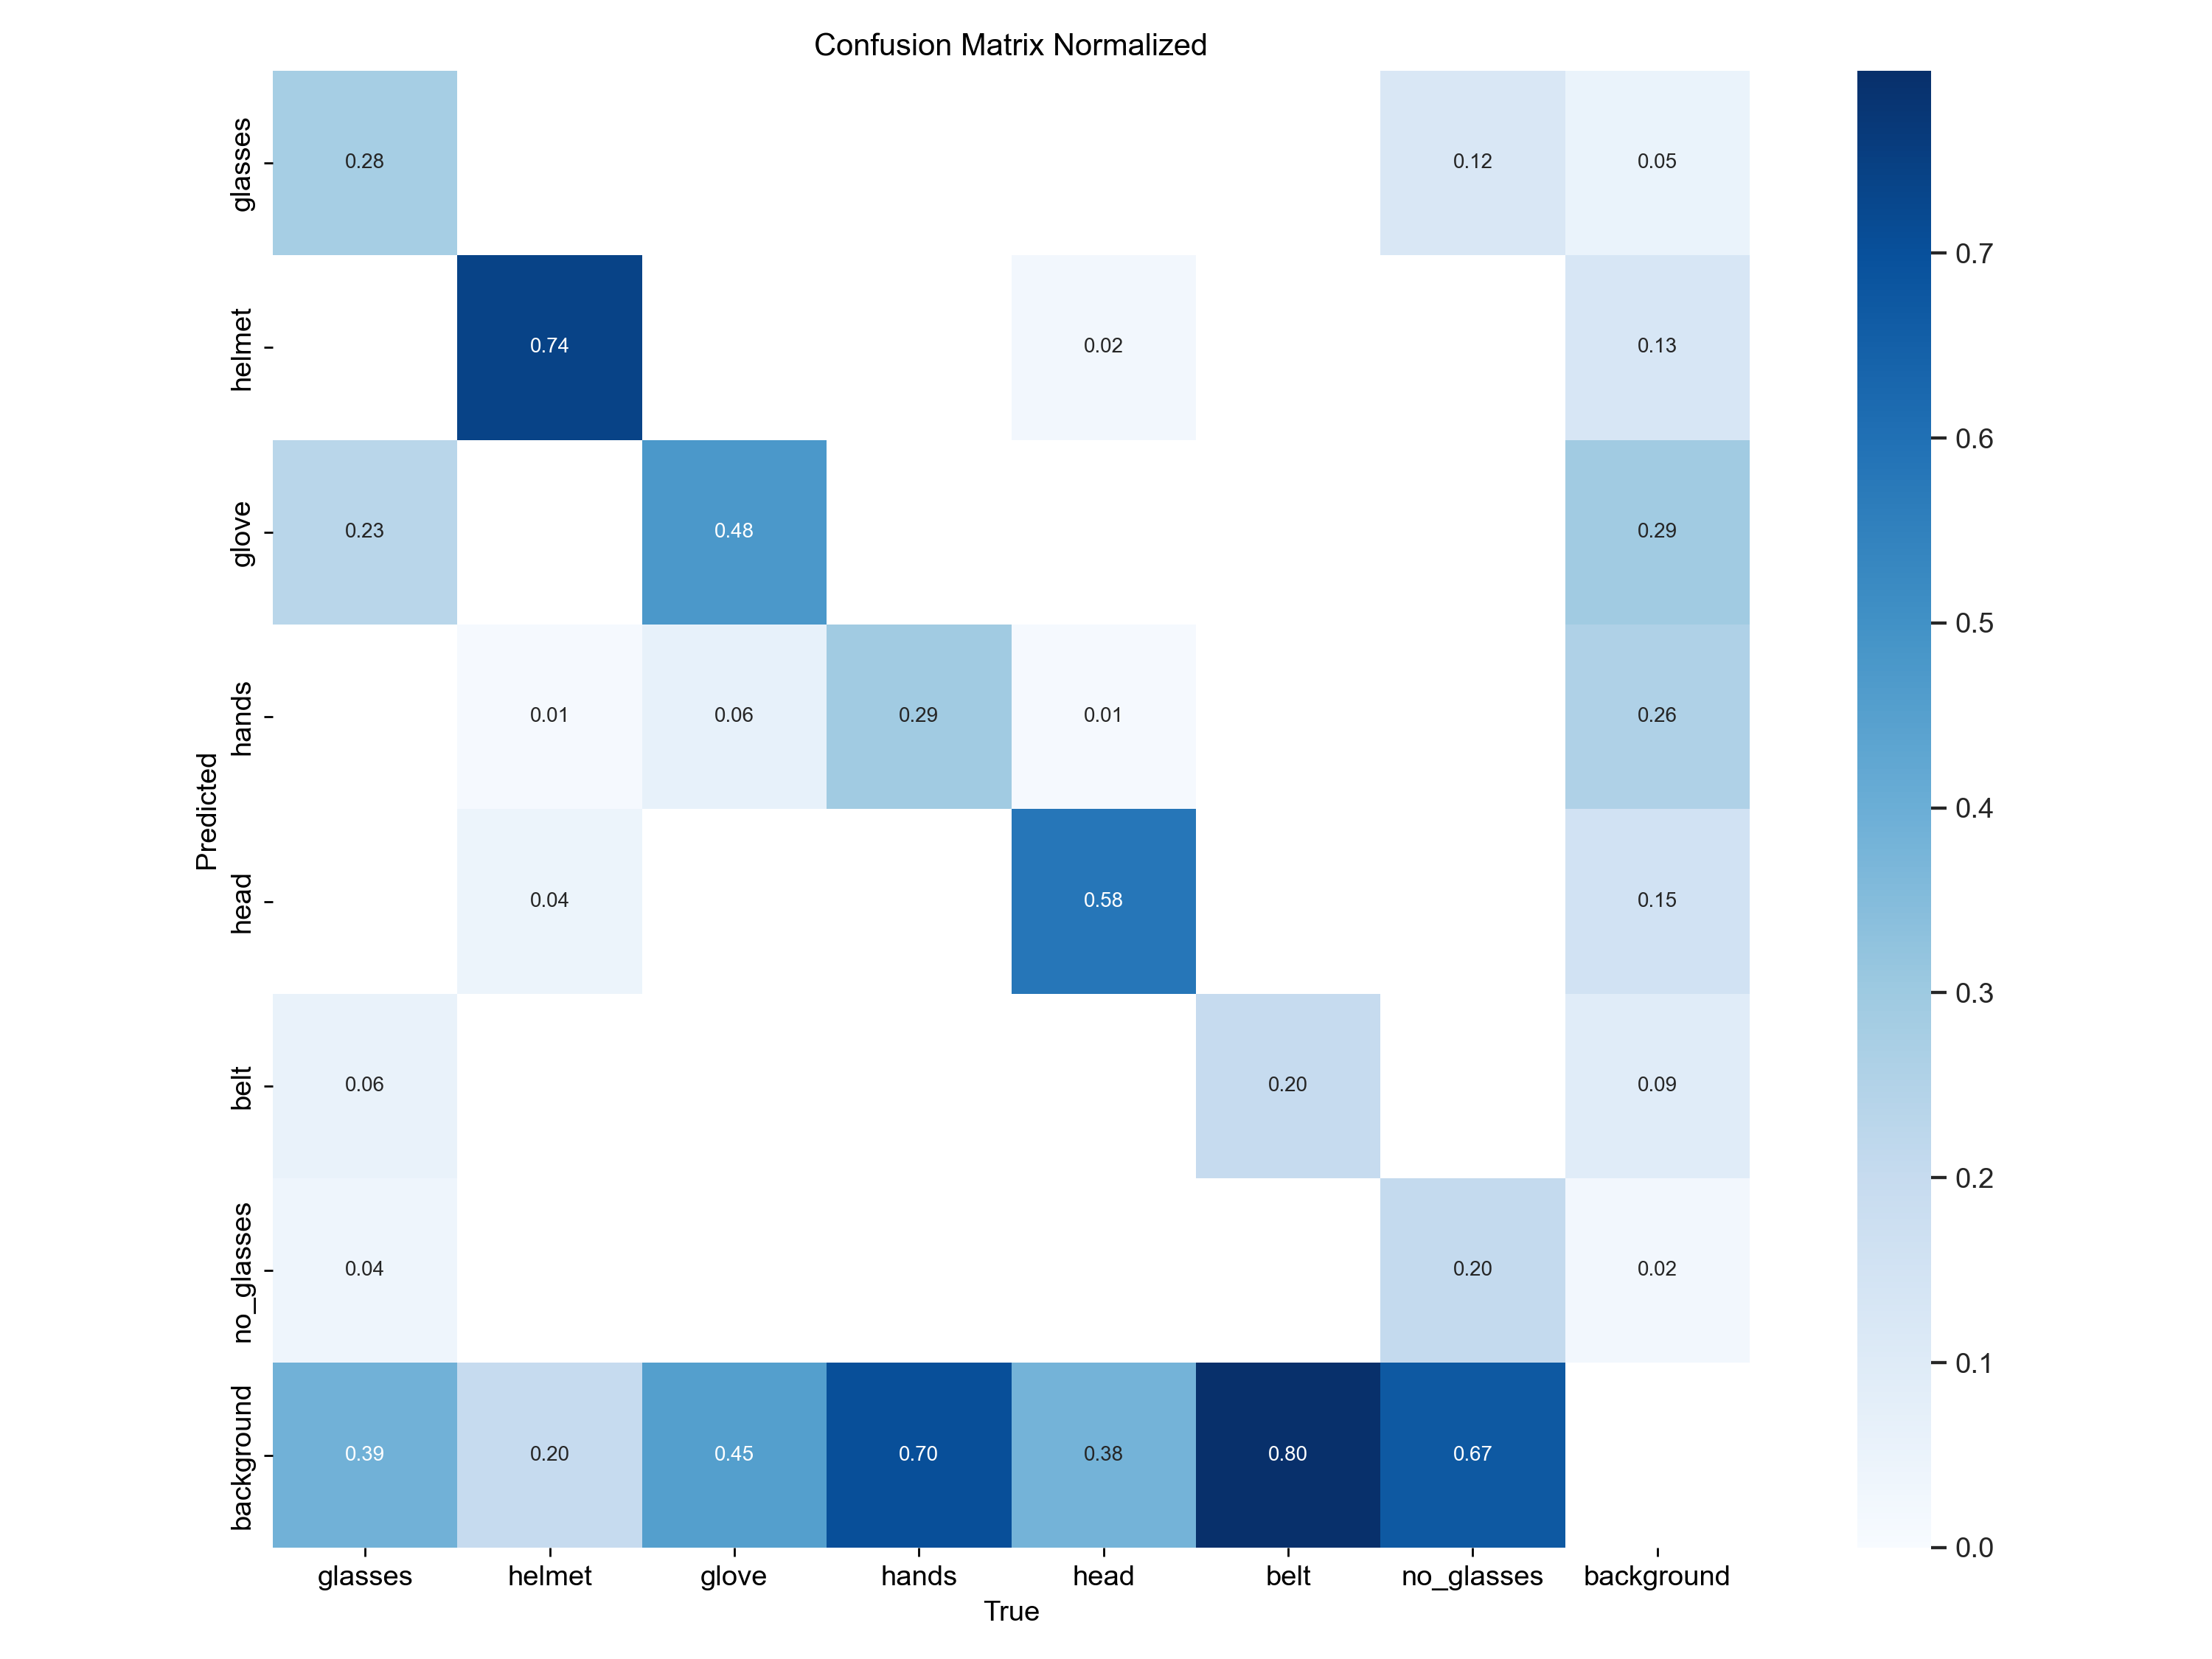 Confusion Matrix Normalized
glasses
0.28
0.12
0.05
helmet
0.74
0.02
0.13
glove
0.23
0.48
0.29
hands
0.01
0.06
0.29
0.01
0.26
head
0.04
0.58
0.15
belt
0.06
0.20
0.09
no_glasses
0.04
0.20
0.02
background
0.39
0.20
0.45
0.70
0.38
0.80
0.67
Predicted
glasses
helmet
glove
hands
head
belt
no_glasses
background
True
0.7
0.6
0.5
0.4
0.3
0.2
0.1
0.0